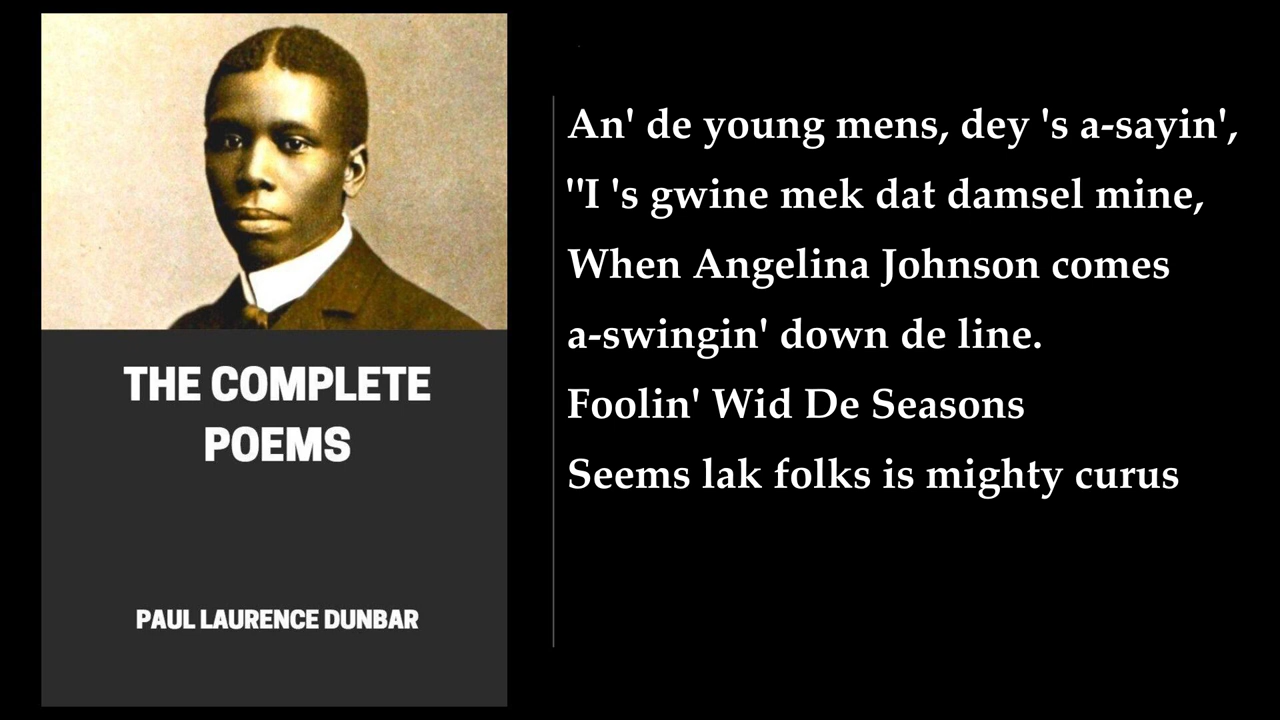 THE COMPLETE
POEMS
PAUL LAURENCE DUNBAR
An' de young mens, dey 's a-sayin',
"I 's gwine mek dat damsel mine,
When Angelina Johnson comes
a-swingin' down de line.
Foolin' Wid De Seasons
Seems lak folks is mighty curus